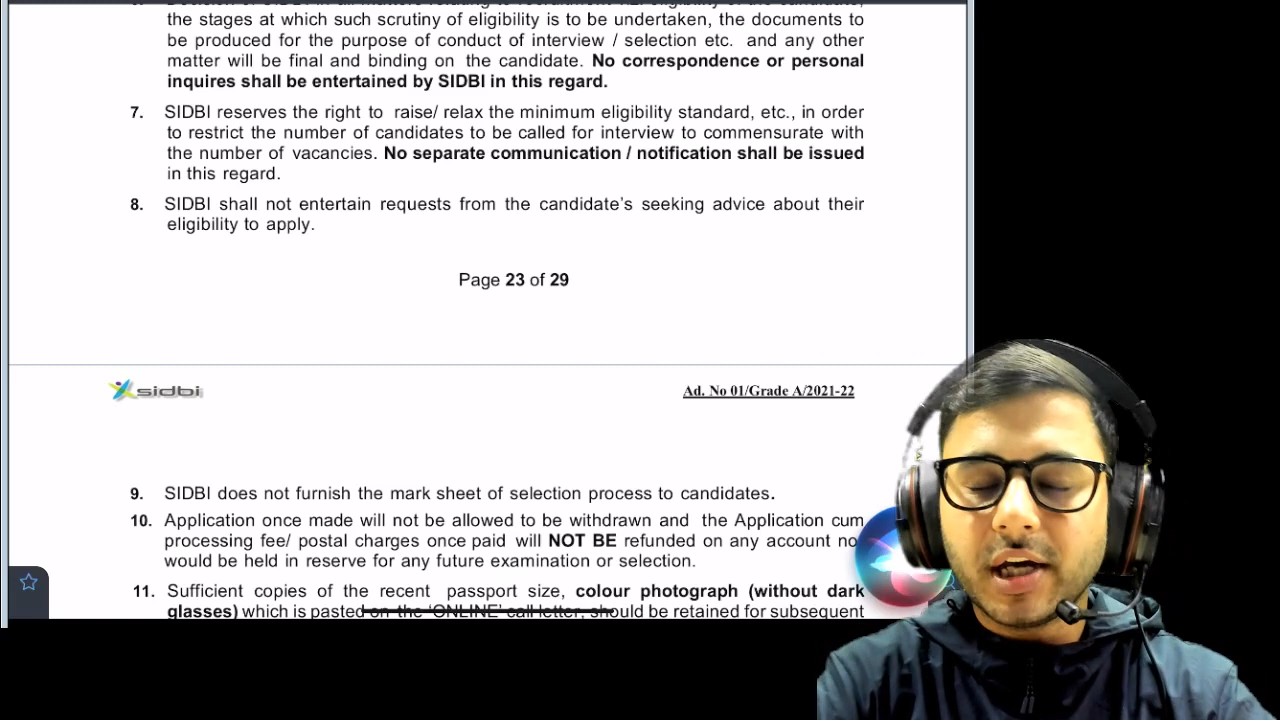 the stages at which such scrutiny of eligibility is to be undertaken, the documents to
be produced for the purpose of conduct of interview / selection etc. and any other
matter will be final and binding on the candidate. No correspondence or personal
inquires shall be entertained by SIDBI in this regard.
7. SIDBI reserves the right to raise/ relax the minimum eligibility standard, etc., in order
to restrict the number of candidates to be called for interview to commensurate with
the number of vacancies. No separate communication / notification shall be issued
in this regard.
8. SIDBI shall not entertain requests from the candidate's seeking advice about their
eligibility to apply.
Page 23 of 29
sidbi
Ad. No 01/Grade A/2021-22
9. SIDBI does not furnish the mark sheet of selection process to candidates.
10. Application once made will not be allowed to be withdrawn and the Application cum
processing fee/ postal charges once paid will NOT BE refunded on any account no
would be held in reserve for any future examination or selection.
11. Sufficient copies of the recent passport size, colour photograph (without dark
glasses) which is pasted on the 'ONLINE' call letter, should be retained for subsequent